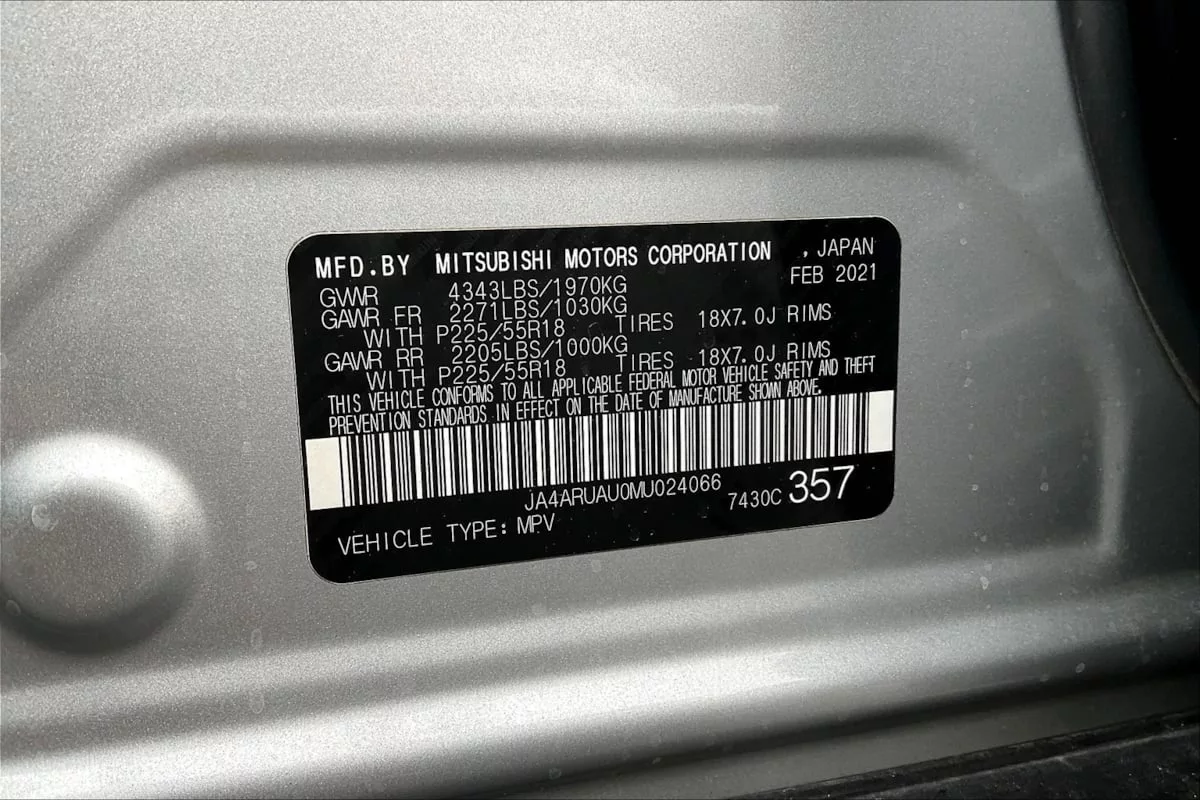 MFD.BY MITSUBISHI MOTORS CORPORATION , JAPAN
FEB 2021
GVWR 4343LBS/1970KG
GAWR FR 2271LBS/1030KG
WITH P225/55R18 TIRES 18X7.0J RIMS
GAWR RR 2205LBS/1000KG
WITH P225/55R18 TIRES 18X7.0J RIMS
THIS VEHICLE CONFORMS TO ALL APPLICABLE FEDERAL MOTOR VEHICLE SAFETY AND THEFT
PREVENTION STANDARDS IN EFFECT ON THE DATE OF MANUFACTURE SHOWN ABOVE.
JA4ARUAU0MU024066
7430C 357
VEHICLE TYPE: MPV